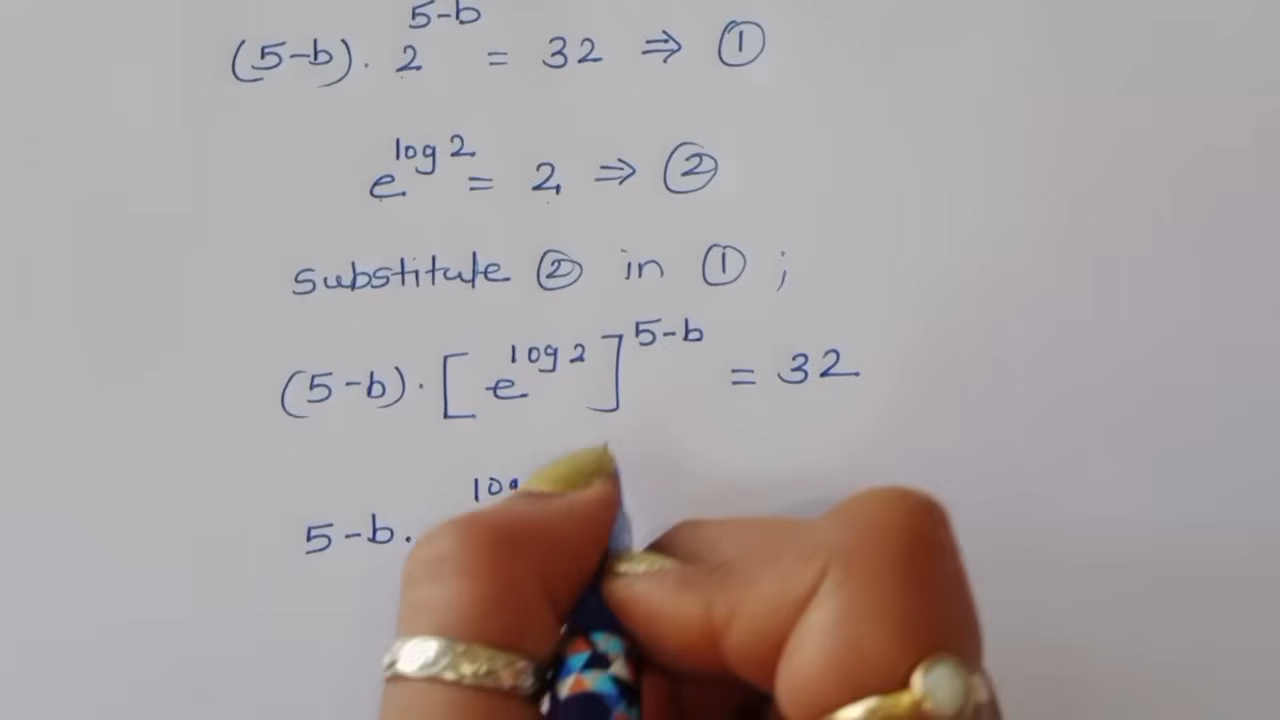 (5-b). 2^{5-b} = 32 ⇒ ①
e^{log 2} = 2 ⇒ ②
substitute ② in ① ;
(5-b). [e^{log 2}]^{5-b} = 32
5-b.